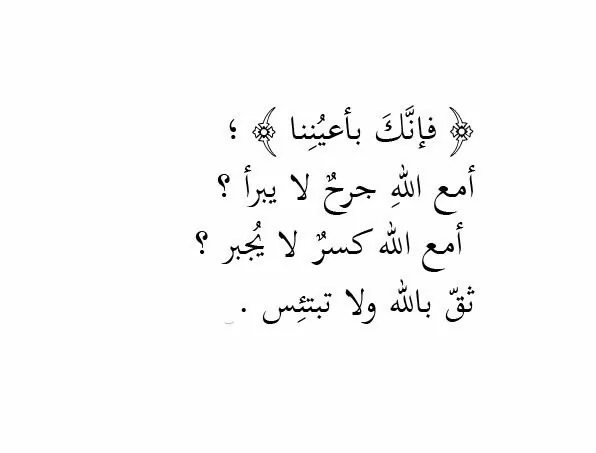 ﴿ فإنَّكَ بأعيُنِنا ﴾ ؛
أمع اللهِ جرحٌ لا يبرأ ؟
أمع الله كسرٌ لا يُجبر ؟
ثقّ بالله ولا تبتئِس .